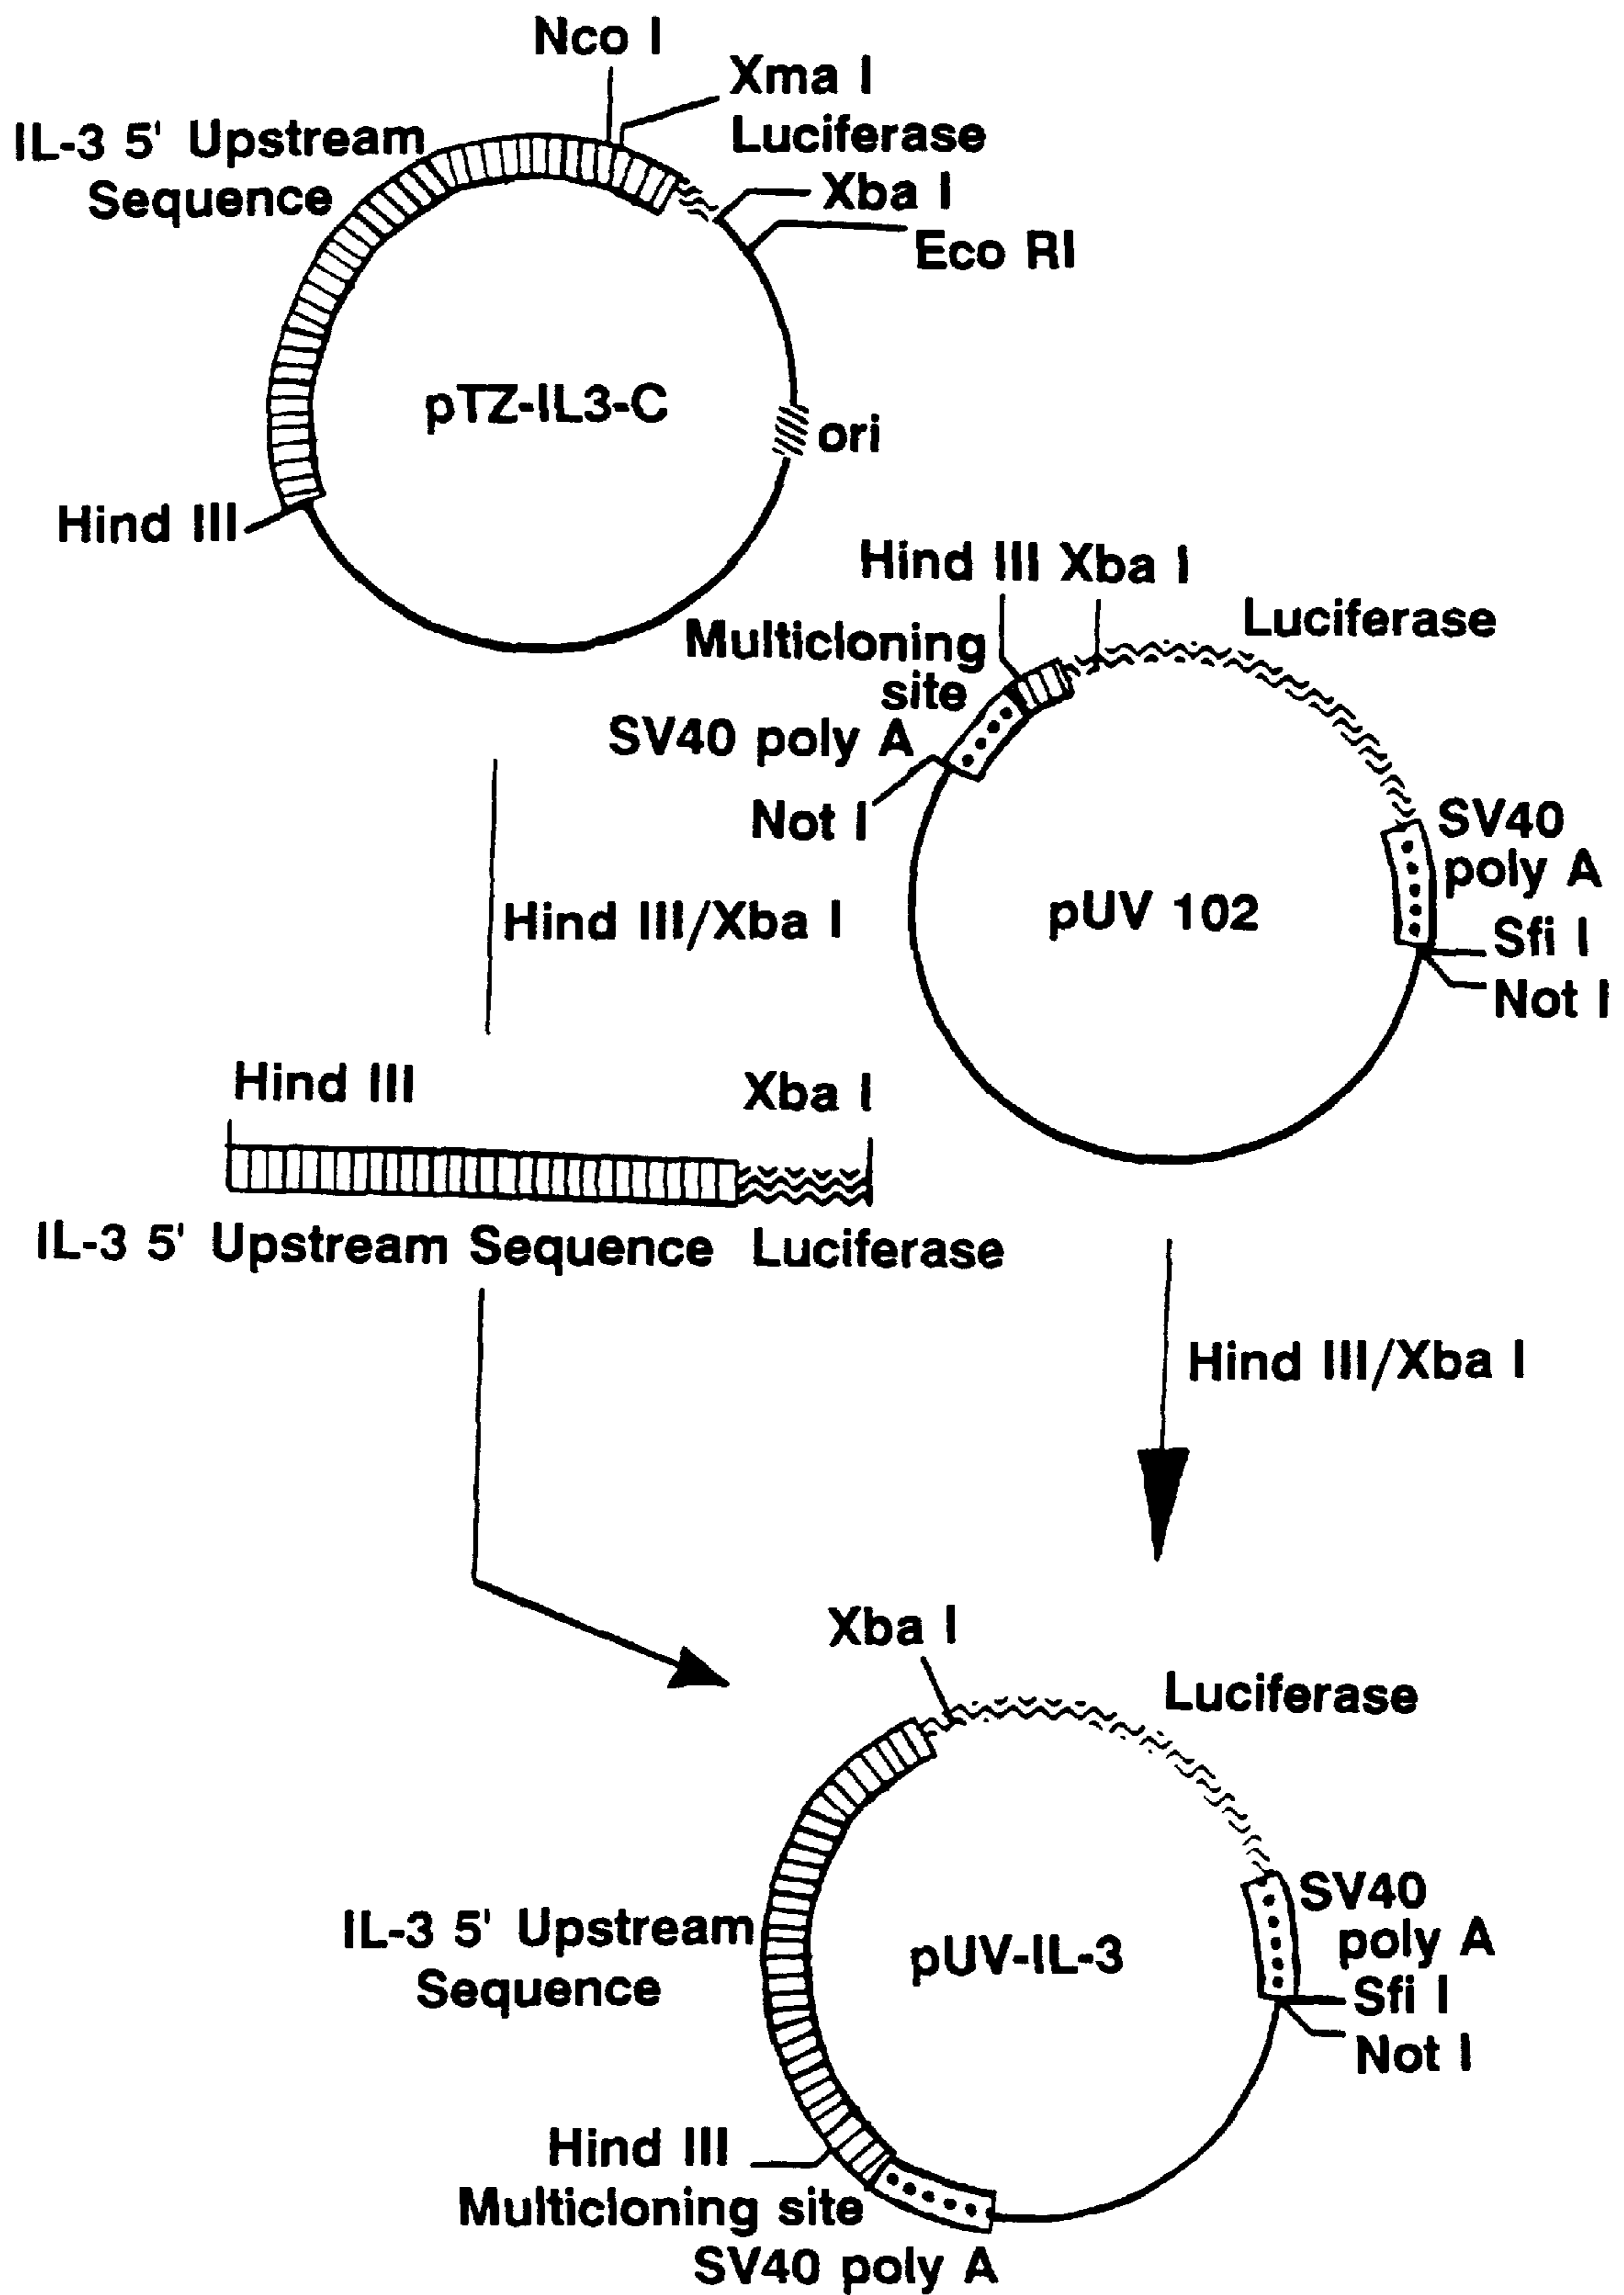 Nco I
Xma I
IL-3 5' Upstream
Sequence
Luciferase
Xba I
Eco RI
pTZ-IL3-C
ori
Hind III
Hind III Xba I
Luciferase
Multicloning
site
SV40 poly A
Not I
SV40
poly A
pUV 102
Sfi I
Not I
Hind III/Xba I
Hind III
Xba I
IL-3 5' Upstream Sequence Luciferase
Hind III/Xba I
Xba I
Luciferase
IL-3 5' Upstream
Sequence
pUV-IL-3
SV40
poly A
Sfi I
Not I
Hind III
Multicloning site
SV40 poly A